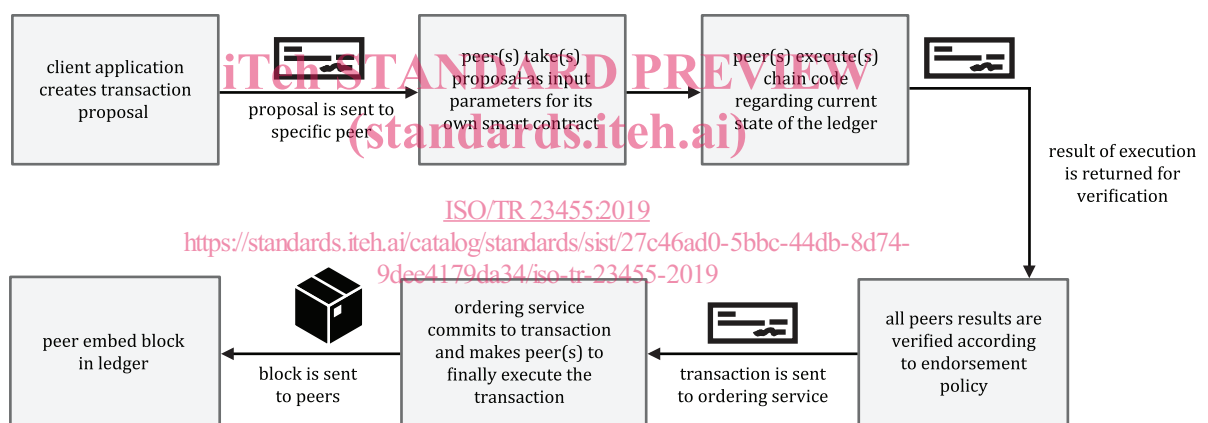 client application
creates transaction
proposal
proposal is sent to
specific peer
peer(s) take(s)
proposal as input
parameters for its
own smart contract
peer(s) execute(s)
chain code
regarding current
state of the ledger
result of execution
is returned for
verification
iTeh STANDARD PREVIEW
(standards.iteh.ai)
ISO/TR 23455:2019
https://standards.iteh.ai/catalog/standards/sist/27c46ad0-5bbc-44db-8d74-
9dee4179da34/iso-tr-23455-2019
all peers results are
verified according
to endorsement
policy
transaction is sent
to ordering service
ordering service
commits to transaction
and makes peer(s) to
finally execute the
transaction
block is sent
to peers
peer embed block
in ledger